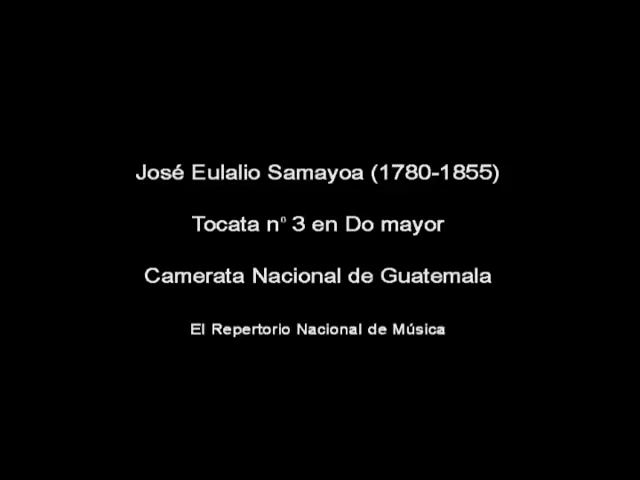 José Eulalio Samayoa (1780-1855)
Tocata nº 3 en Do mayor
Camerata Nacional de Guatemala
El Repertorio Nacional de Música